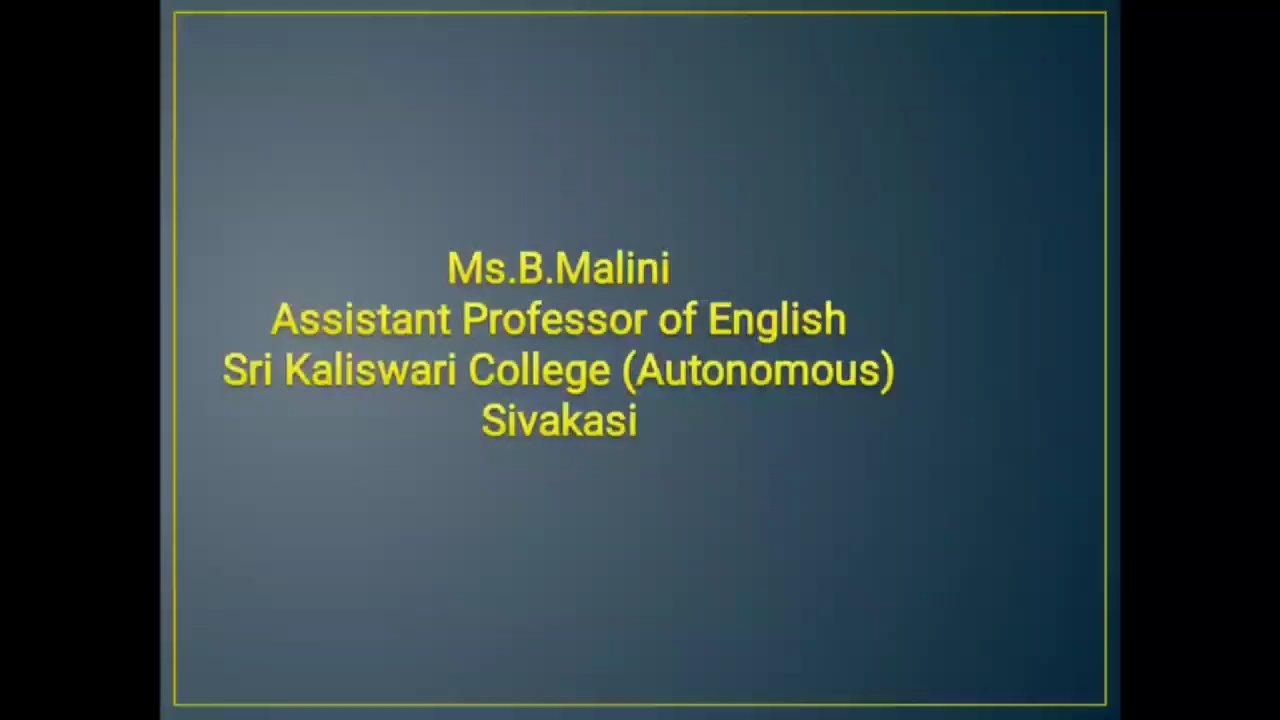 Ms.B.Malini
Assistant Professor of English
Sri Kaliswari College (Autonomous)
Sivakasi